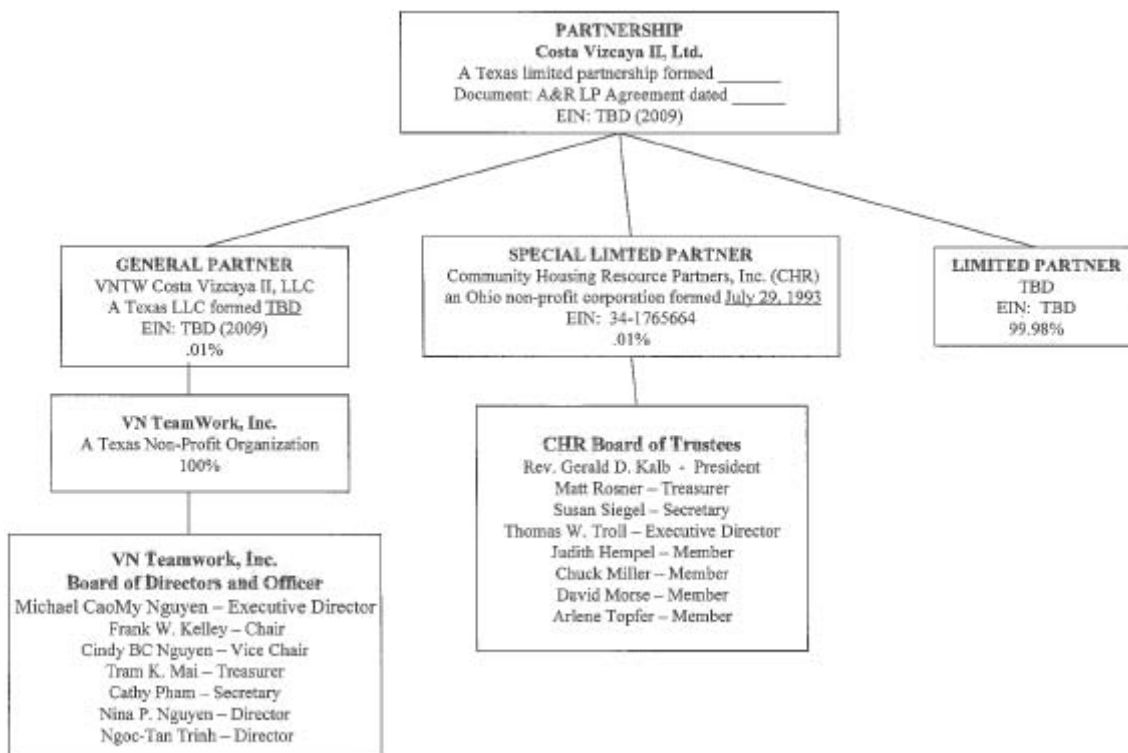 PARTNERSHIP
Costa Vizcaya II, Ltd.
A Texas limited partnership formed ______
Document: A&R LP Agreement dated ______
EIN: TBD (2009)
GENERAL PARTNER
VNTW Costa Vizcaya II, LLC
A Texas LLC formed TBD
EIN: TBD (2009)
.01%
SPECIAL LIMTED PARTNER
Community Housing Resource Partners, Inc. (CHR)
an Ohio non-profit corporation formed July 29, 1993
EIN: 34-1765664
.01%
LIMITED PARTNER
TBD
EIN: TBD
99.98%
VN TeamWork, Inc.
A Texas Non-Profit Organization
100%
CHR Board of Trustees
Rev. Gerald D. Kalb - President
Matt Rosner – Treasurer
Susan Siegel – Secretary
Thomas W. Troll – Executive Director
Judith Hempel – Member
Chuck Miller – Member
David Morse – Member
Arlene Topfer – Member
VN Teamwork, Inc.
Board of Directors and Officer
Michael CaoMy Nguyen – Executive Director
Frank W. Kelley – Chair
Cindy BC Nguyen – Vice Chair
Tram K. Mai – Treasurer
Cathy Pham – Secretary
Nina P. Nguyen – Director
Ngoc-Tan Trinh – Director